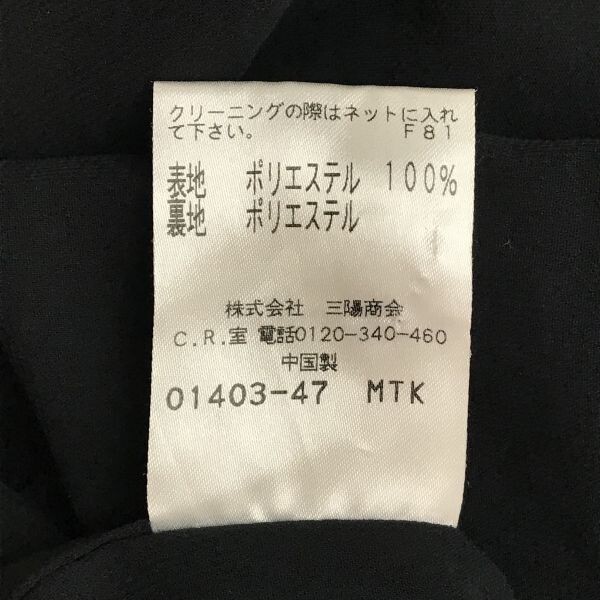 クリーニングの際はネットに入れ
て下さい。 F81
表地 ポリエステル 100%
裏地 ポリエステル
株式会社 三陽商会
C.R.室 電話0120-340-460
中国製
01403-47 MTK